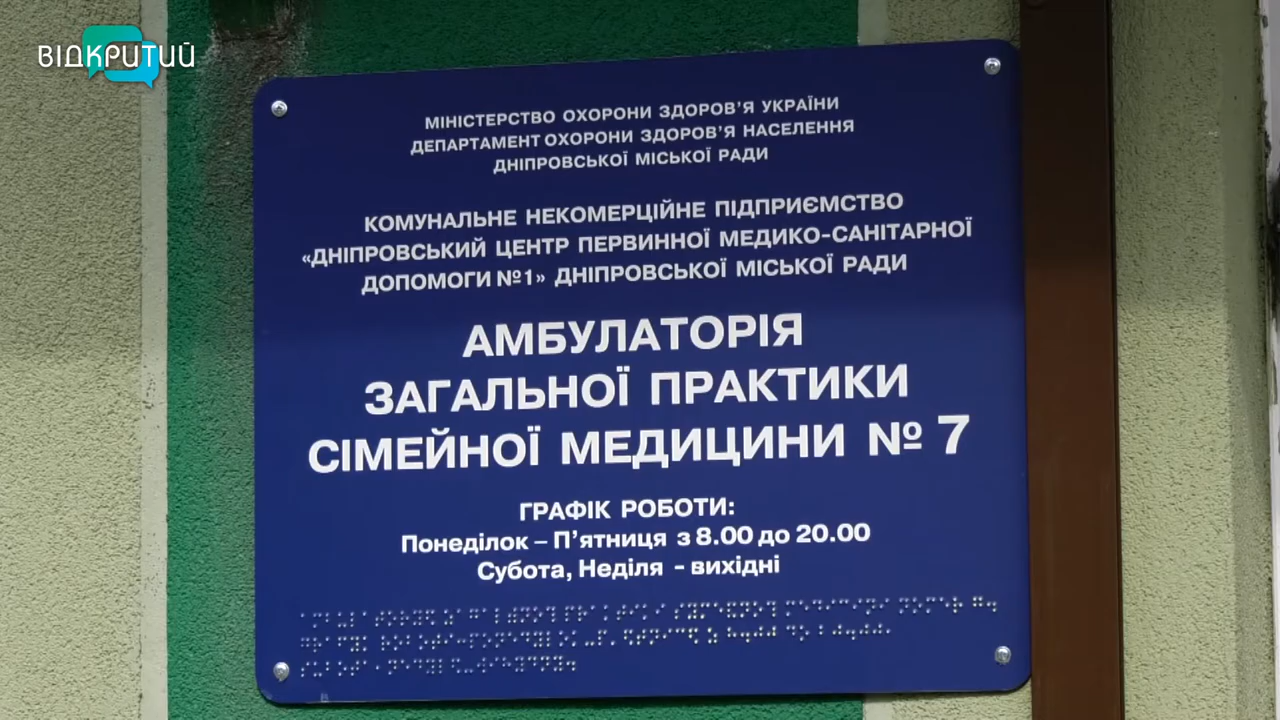 ВІДКРИТИЙ
МІНІСТЕРСТВО ОХОРОНИ ЗДОРОВ'Я УКРАЇНИ
ДЕПАРТАМЕНТ ОХОРОНИ ЗДОРОВ'Я НАСЕЛЕННЯ
ДНІПРОВСЬКОЇ МІСЬКОЇ РАДИ
КОМУНАЛЬНЕ НЕКОМЕРЦІЙНЕ ПІДПРИЄМСТВО
«ДНІПРОВСЬКИЙ ЦЕНТР ПЕРВИННОЇ МЕДИКО-САНІТАРНОЇ
ДОПОМОГИ №1» ДНІПРОВСЬКОЇ МІСЬКОЇ РАДИ
АМБУЛАТОРІЯ
ЗАГАЛЬНОЇ ПРАКТИКИ
СІМЕЙНОЇ МЕДИЦИНИ № 7
ГРАФІК РОБОТИ:
Понеділок – П'ятниця з 8.00 до 20.00
Субота, Неділя - вихідні